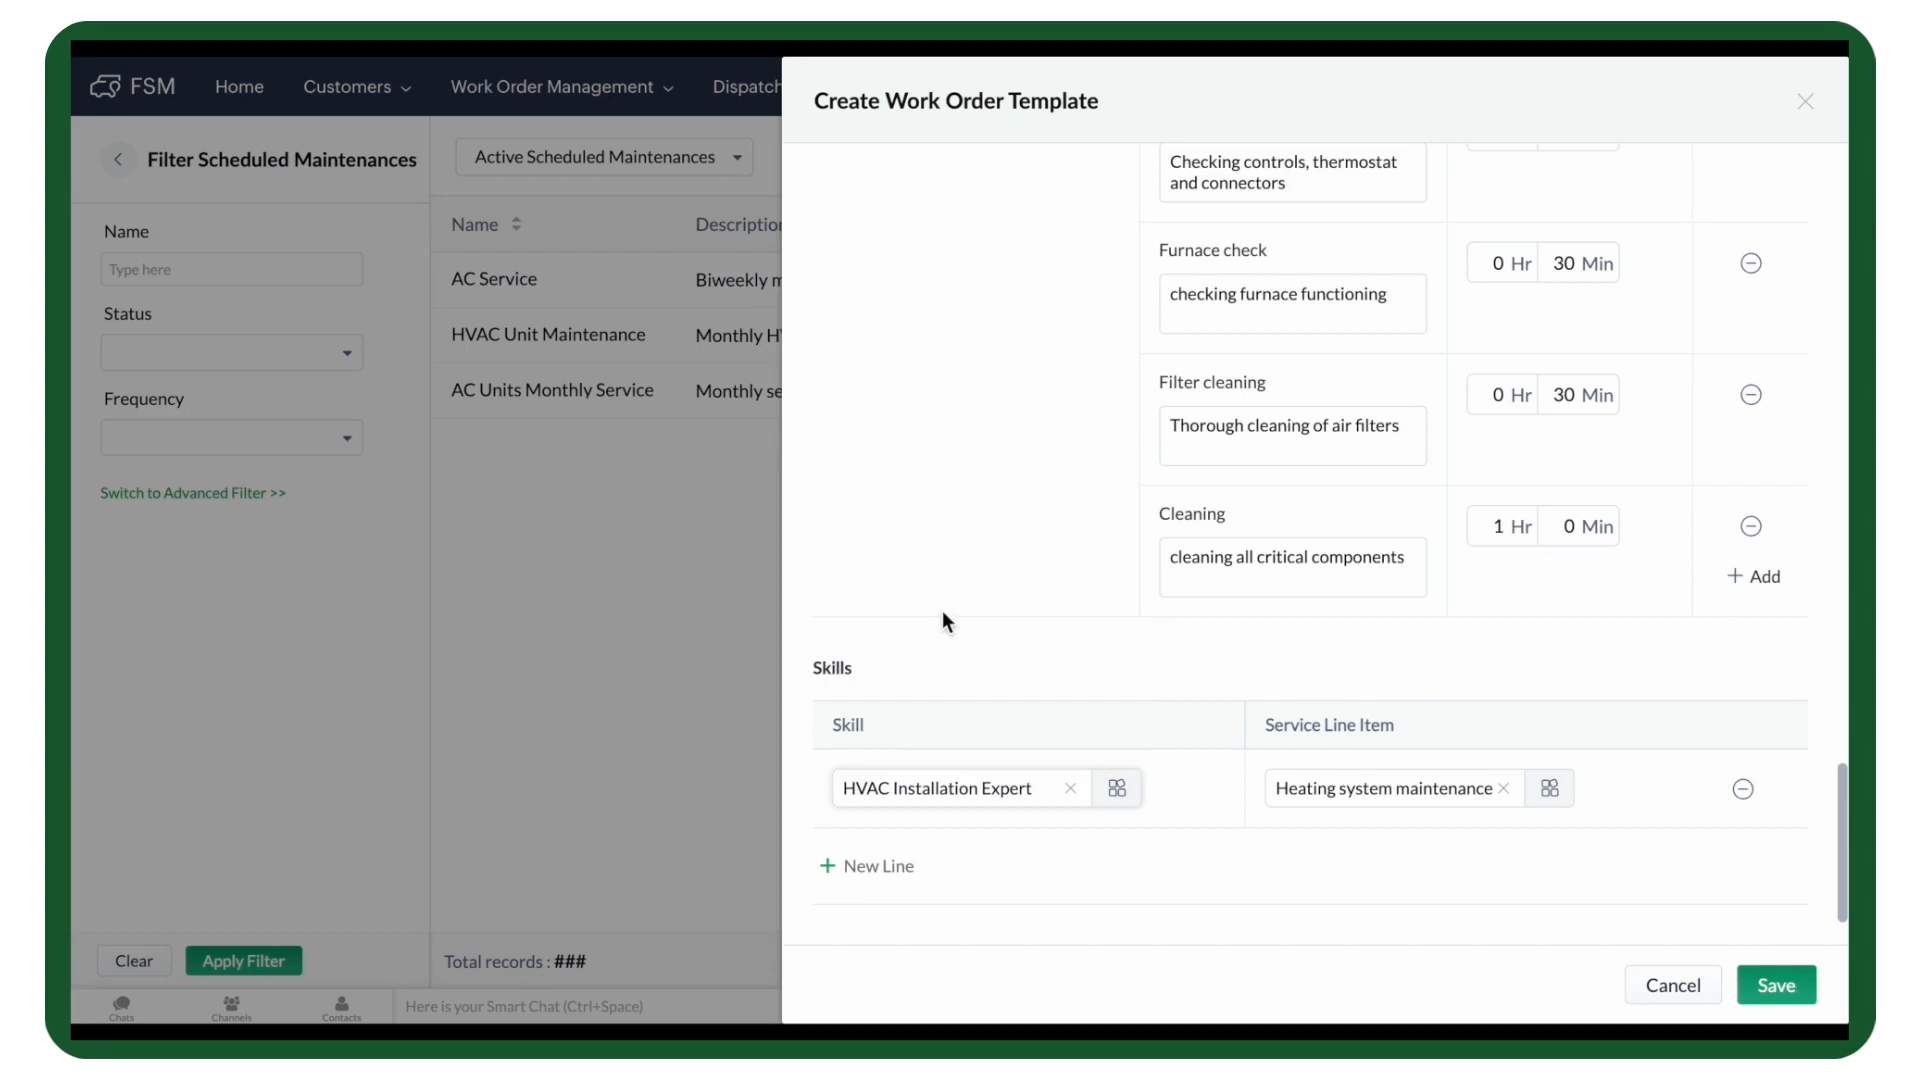 FSM
Home
Customers
Work Order Management
Dispatch
Filter Scheduled Maintenances
Name
Type here
Status
Frequency
Switch to Advanced Filter >>
Clear
Apply Filter
Active Scheduled Maintenances
Name
Description
AC Service
Biweekly m
HVAC Unit Maintenance
Monthly H
AC Units Monthly Service
Monthly se
Total records : ###
Chats
Channels
Contacts
Here is your Smart Chat (Ctrl+Space)
Create Work Order Template
Checking controls, thermostat
and connectors
Furnace check
0 Hr 30 Min
checking furnace functioning
Filter cleaning
0 Hr 30 Min
Thorough cleaning of air filters
Cleaning
1 Hr 0 Min
cleaning all critical components
+ Add
Skills
Skill
Service Line Item
HVAC Installation Expert
Heating system maintenance
+ New Line
Cancel
Save